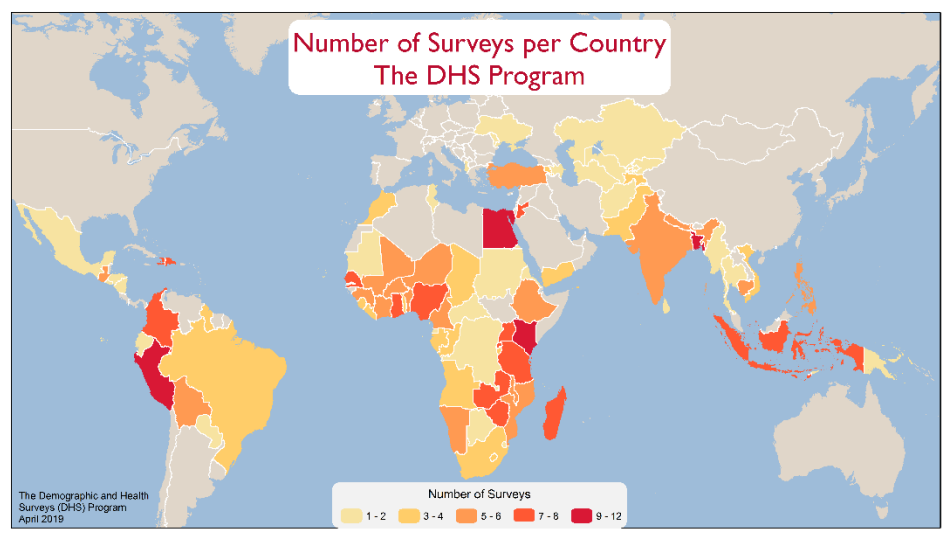 Number of Surveys per Country
The DHS Program
The Demographic and Health
Surveys (DHS) Program
April 2019
Number of Surveys
1 - 2 3 - 4 5 - 6 7 - 8 9 - 12